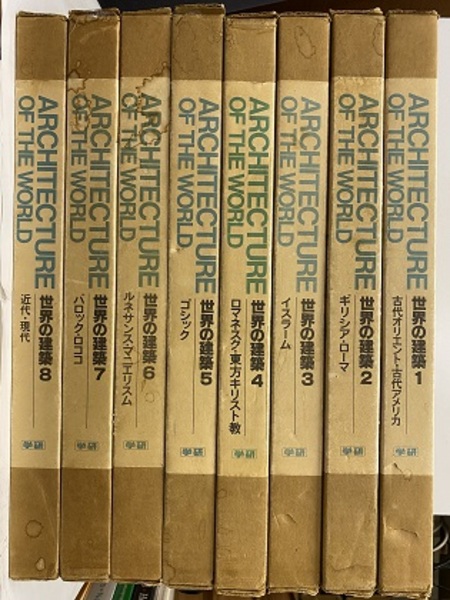 ARCHITECTURE
OF THE WORLD
世界の建築 8
近代・現代
学研
ARCHITECTURE
OF THE WORLD
世界の建築 7
バロック・ロココ
学研
ARCHITECTURE
OF THE WORLD
世界の建築 6
ルネサンス・マニエリスム
学研
ARCHITECTURE
OF THE WORLD
世界の建築 5
ゴシック
学研
ARCHITECTURE
OF THE WORLD
世界の建築 4
ロマネスク・東方キリスト教
学研
ARCHITECTURE
OF THE WORLD
世界の建築 3
イスラーム
学研
ARCHITECTURE
OF THE WORLD
世界の建築 2
ギリシア・ローマ
学研
ARCHITECTURE
OF THE WORLD
世界の建築 1
古代オリエント・古代アメリカ
学研